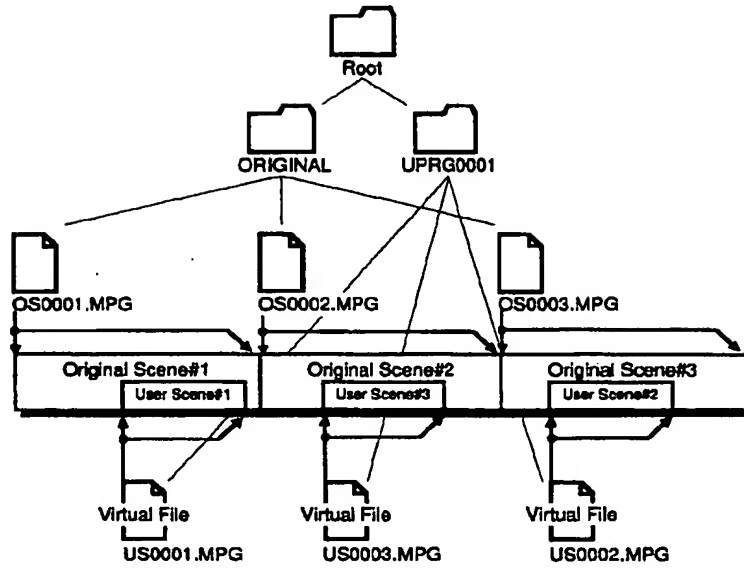 Root
ORIGINAL
UPRG0001
OS0001.MPG
OS0002.MPG
OS0003.MPG
Original Scene#1
Original Scene#2
Original Scene#3
User Scene#1
User Scene#3
User Scene#2
Virtual File
Virtual File
Virtual File
US0001.MPG
US0003.MPG
US0002.MPG